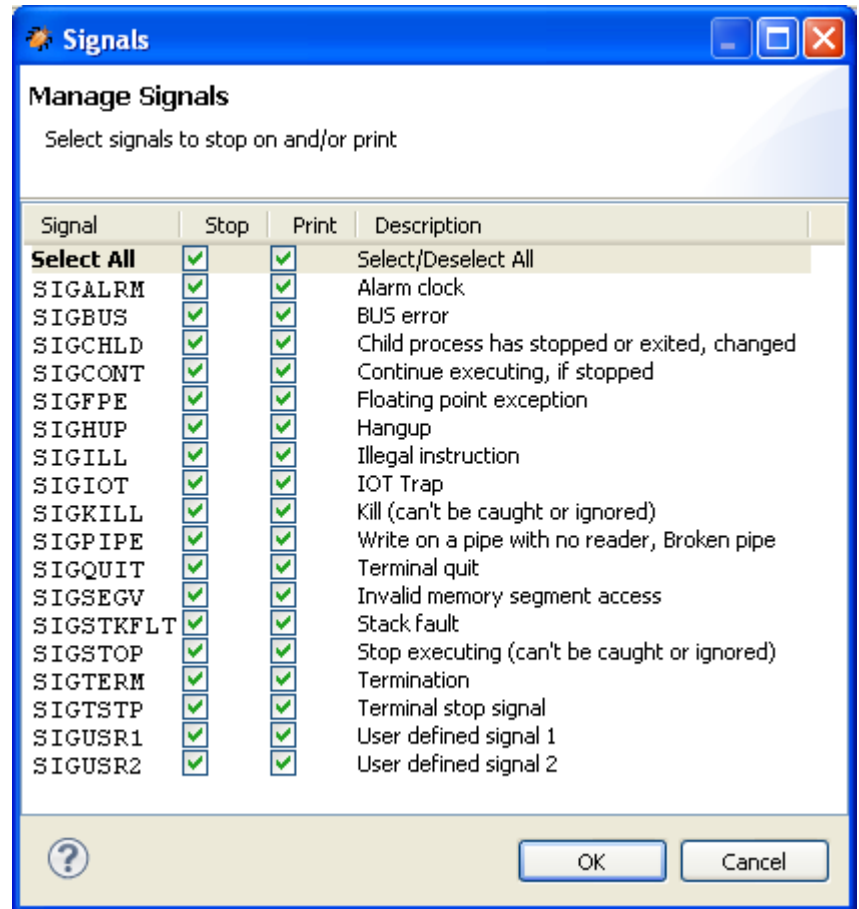 Signals
Manage Signals
Select signals to stop on and/or print
Signal Stop Print Description
Select All Select/Deselect All
SIGALRM Alarm clock
SIGBUS BUS error
SIGCHLD Child process has stopped or exited, changed
SIGCONT Continue executing, if stopped
SIGFPE Floating point exception
SIGHUP Hangup
SIGILL Illegal instruction
SIGIOT IOT Trap
SIGKILL Kill (can't be caught or ignored)
SIGPIPE Write on a pipe with no reader, Broken pipe
SIGQUIT Terminal quit
SIGSEGV Invalid memory segment access
SIGSTKFLT Stack fault
SIGSTOP Stop executing (can't be caught or ignored)
SIGTERM Termination
SIGTSTP Terminal stop signal
SIGUSR1 User defined signal 1
SIGUSR2 User defined signal 2
? OK Cancel